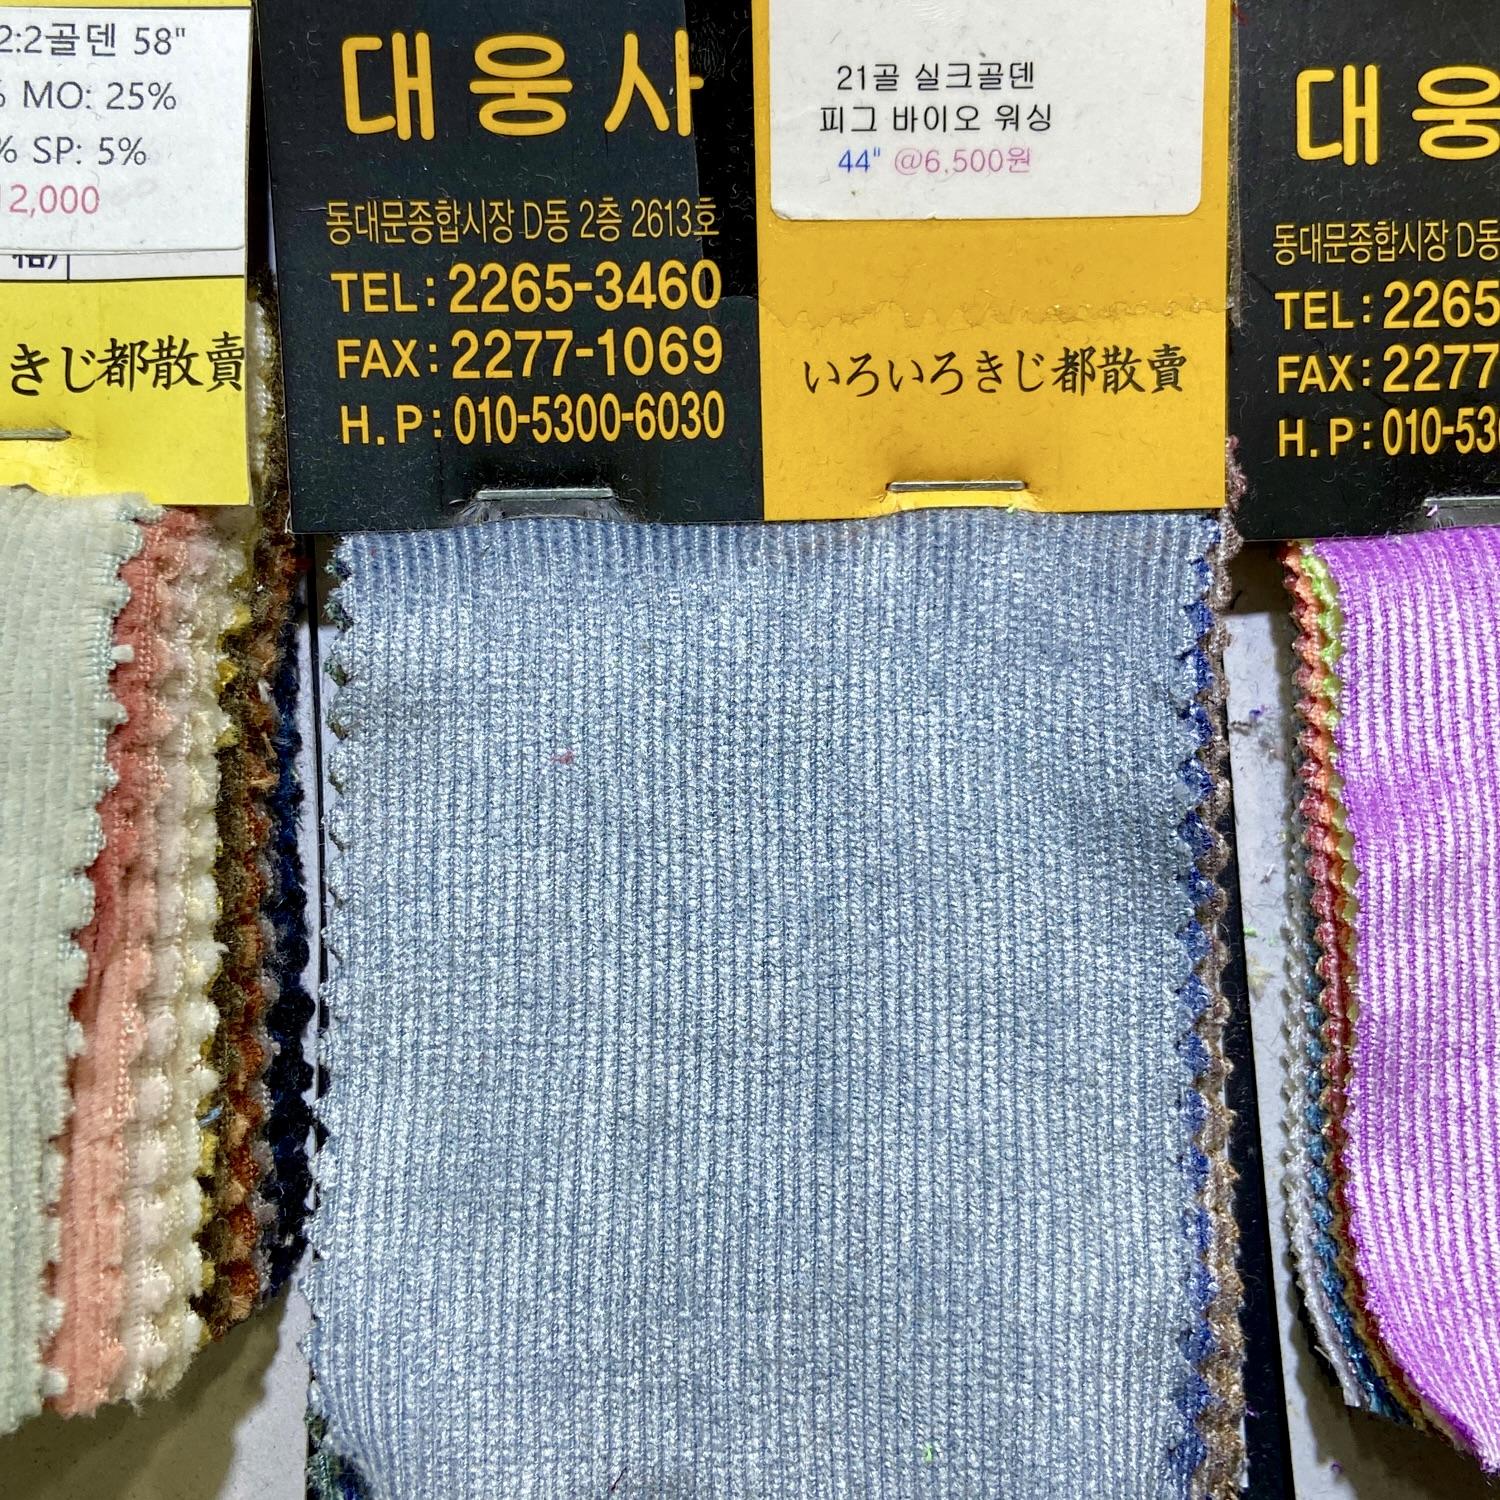 2:2골덴 58"
% MO: 25%
% SP: 5%
12,000
きじ都散賣
대웅사
동대문종합시장 D동 2층 2613호
TEL: 2265-3460
FAX: 2277-1069
H.P: 010-5300-6030
21골 실크골덴
피그 바이오 워싱
44" @6,500원
いろいろきじ都散賣
대웅
동대문종합시장 D동
TEL: 2265
FAX: 2277
H.P: 010-530